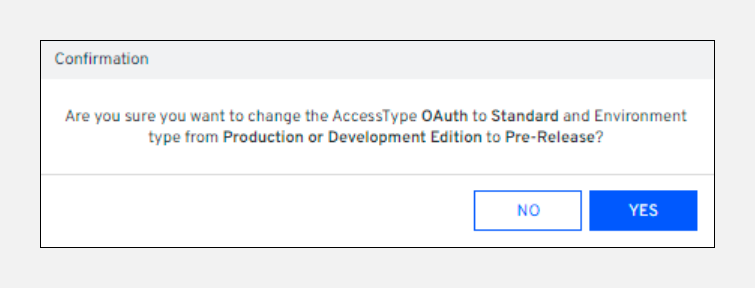 Confirmation
Are you sure you want to change the AccessType OAuth to Standard and Environment
type from Production or Development Edition to Pre-Release?
NO
YES